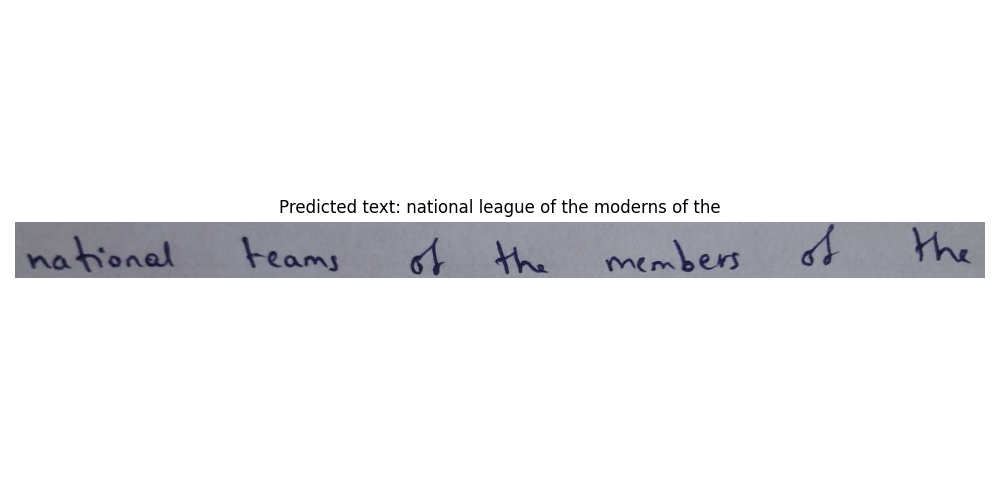 Predicted text: national league of the moderns of the
national teams of the members of the